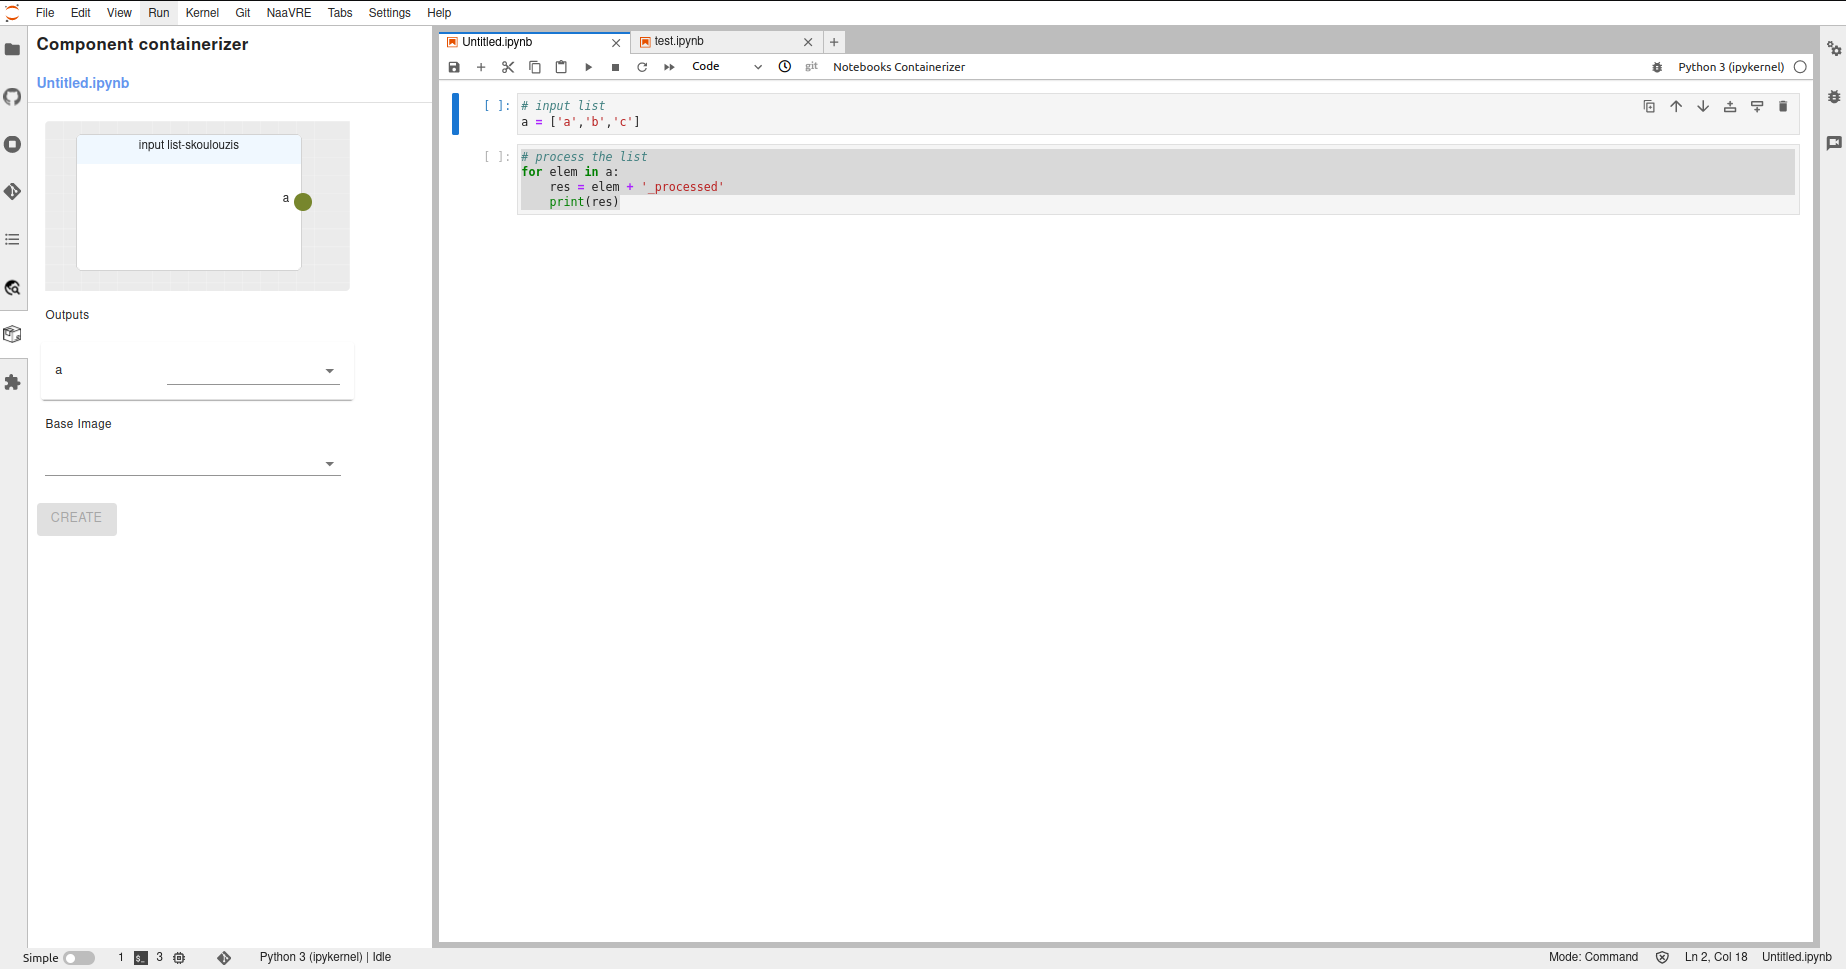 File Edit View Run Kernel Git NaaVRE Tabs Settings Help
Component containerizer
Untitled.ipynb
input list-skoulouzis
a
Outputs
a
Base Image
CREATE
Untitled.ipynb
test.ipynb
Code
git
Notebooks Containerizer
Python 3 (ipykernel)
[ ]:
# input list
a = ['a','b','c']
[ ]:
# process the list
for elem in a:
    res = elem + '_processed'
    print(res)
Simple
1
$_
3
Python 3 (ipykernel) | Idle
Mode: Command
Ln 2, Col 18
Untitled.ipynb